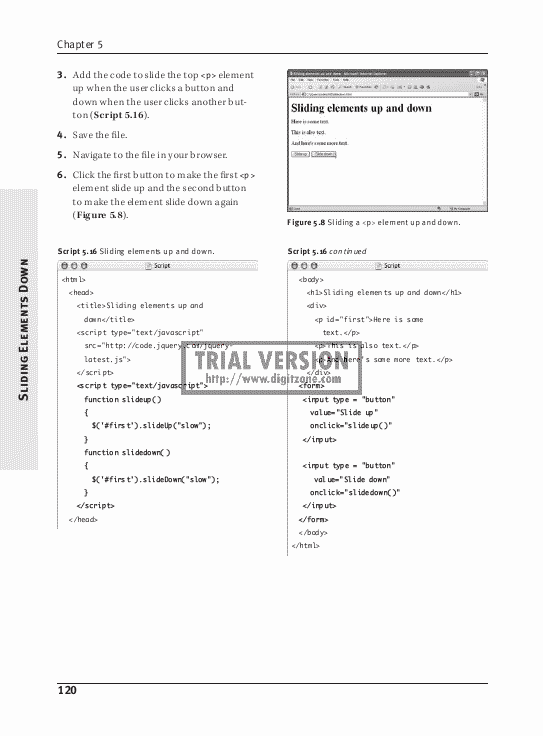 Chapter 5
3. Add the code to slide the top <p> element
up when the user clicks a button and
down when the user clicks another but-
ton (Script 5.16).
4. Save the file.
5. Navigate to the file in your browser.
6. Click the first button to make the first <p>
element slide up and the second button
to make the element slide down again
(Figure 5.8).
Sliding elements up and down
Here is some text.
This is also text.
And here's some more text.
Slide up Slide down
Figure 5.8 Sliding a <p> element up and down.
SLIDING ELEMENTS DOWN
Script 5.16 Sliding elements up and down.
Script
<html>
<head>
<title>Sliding elements up and
down</title>
<script type="text/javascript"
src="http://code.jquery.com/jquery-
latest.js">
</script>
<script type="text/javascript">
function slideup()
{
$('#first').slideUp("slow");
}
function slidedown()
{
$('#first').slideDown("slow");
}
</script>
</head>
Script 5.16 continued
Script
<body>
<h1>Sliding elements up and down</h1>
<div>
<p id="first">Here is some
text.</p>
<p>This is also text.</p>
<p>And here's some more text.</p>
</div>
<form>
<input type = "button"
value="Slide up"
onclick="slideup()"
</input>
<input type = "button"
value="Slide down"
onclick="slidedown()"
</input>
</form>
</body>
</html>
TRIAL VERSION
http://www.digitzone.com
120